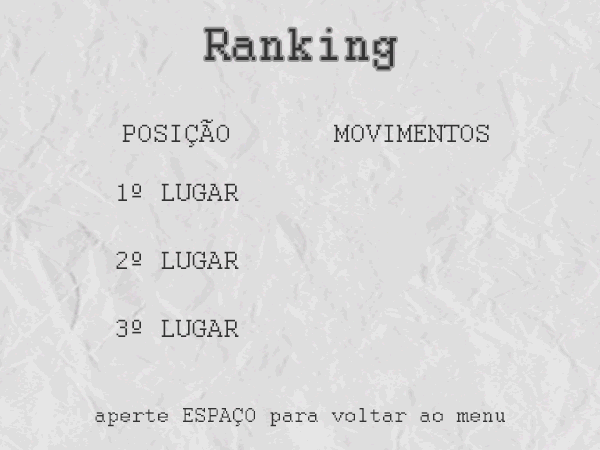 Ranking
POSIÇÃO MOVIMENTOS
1º LUGAR
2º LUGAR
3º LUGAR
aperte ESPAÇO para voltar ao menu